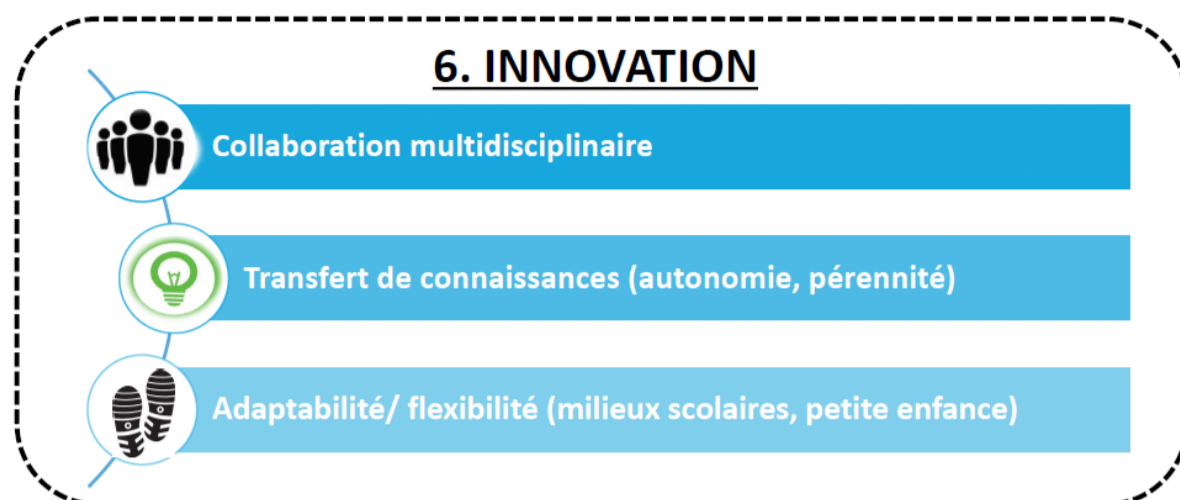 6. INNOVATION
Collaboration multidisciplinaire
Transfert de connaissances (autonomie, pérennité)
Adaptabilité/ flexibilité (milieux scolaires, petite enfance)